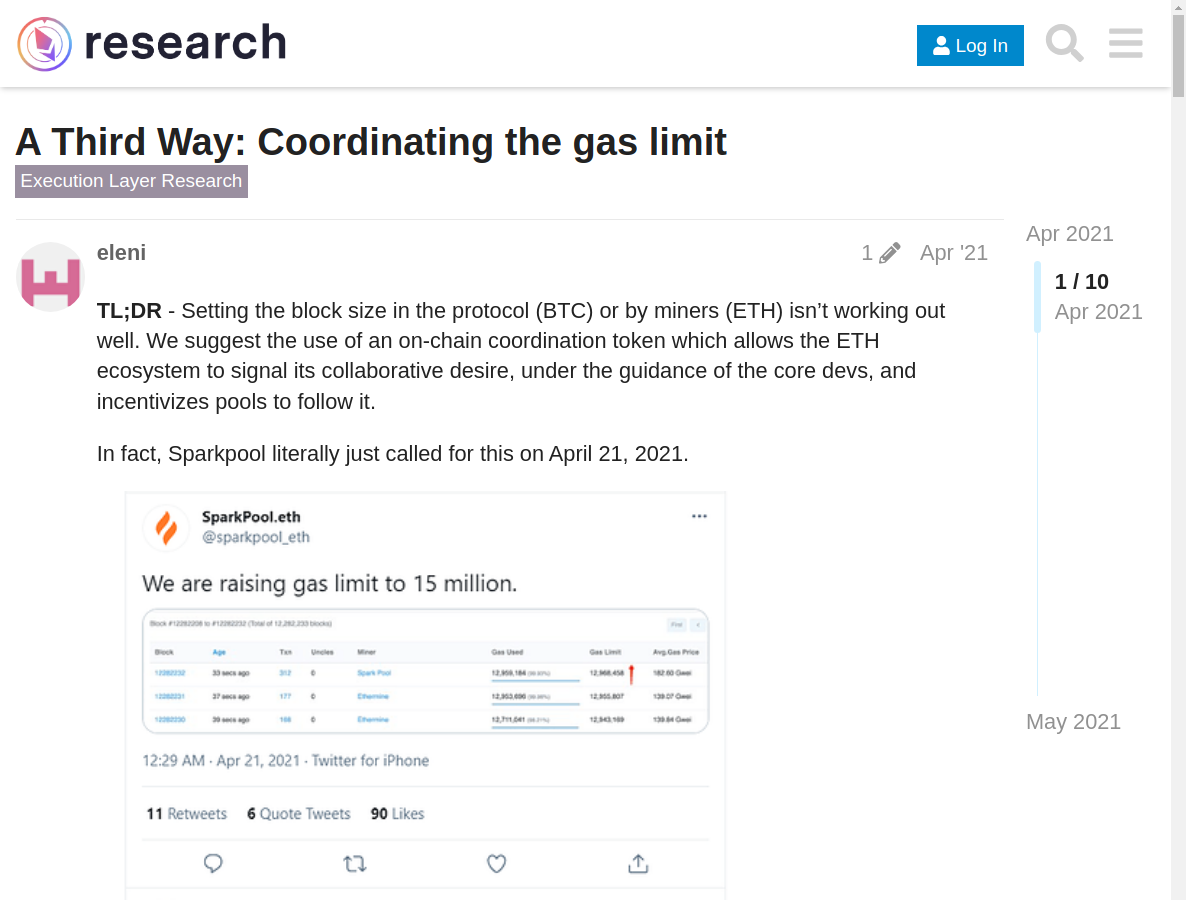 research
Log In
A Third Way: Coordinating the gas limit
Execution Layer Research
eleni
1
Apr '21
TL;DR - Setting the block size in the protocol (BTC) or by miners (ETH) isn’t working out
well. We suggest the use of an on-chain coordination token which allows the ETH
ecosystem to signal its collaborative desire, under the guidance of the core devs, and
incentivizes pools to follow it.
In fact, Sparkpool literally just called for this on April 21, 2021.
SparkPool.eth
@sparkpool_eth
We are raising gas limit to 15 million.
Block #12282208 to #12282232 (Total of 12,282,233 blocks)
First
Block Age Txn Uncles Miner Gas Used Gas Limit Avg.Gas Price
12282232 33 secs ago 312 0 Spark Pool 12,959,184 12,968,458 182.60 Gwei
12282231 37 secs ago 177 0 Ethermine 12,953,696 12,955,807 139.07 Gwei
12282230 39 secs ago 198 0 Ethermine 12,711,041 12,943,169 139.84 Gwei
12:29 AM · Apr 21, 2021 · Twitter for iPhone
11 Retweets 6 Quote Tweets 90 Likes
Apr 2021
1 / 10
Apr 2021
May 2021